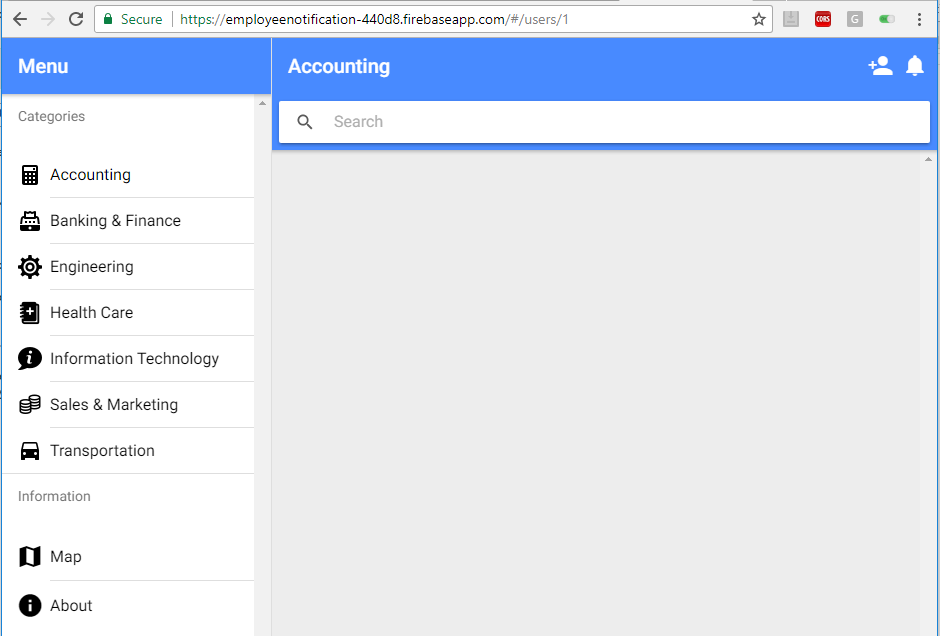 Secure https://employeenotification-440d8.firebaseapp.com/#/users/1
CORS
G
Menu
Accounting
Search
Categories
Accounting
Banking & Finance
Engineering
Health Care
Information Technology
Sales & Marketing
Transportation
Information
Map
About